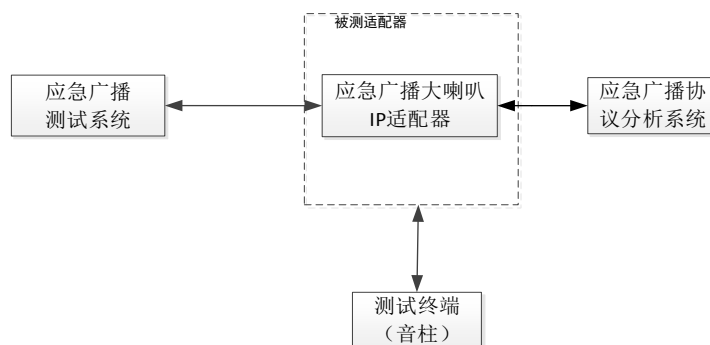 被测适配器
应急广播
测试系统
应急广播大喇叭
IP适配器
应急广播协
议分析系统
测试终端
（音柱）